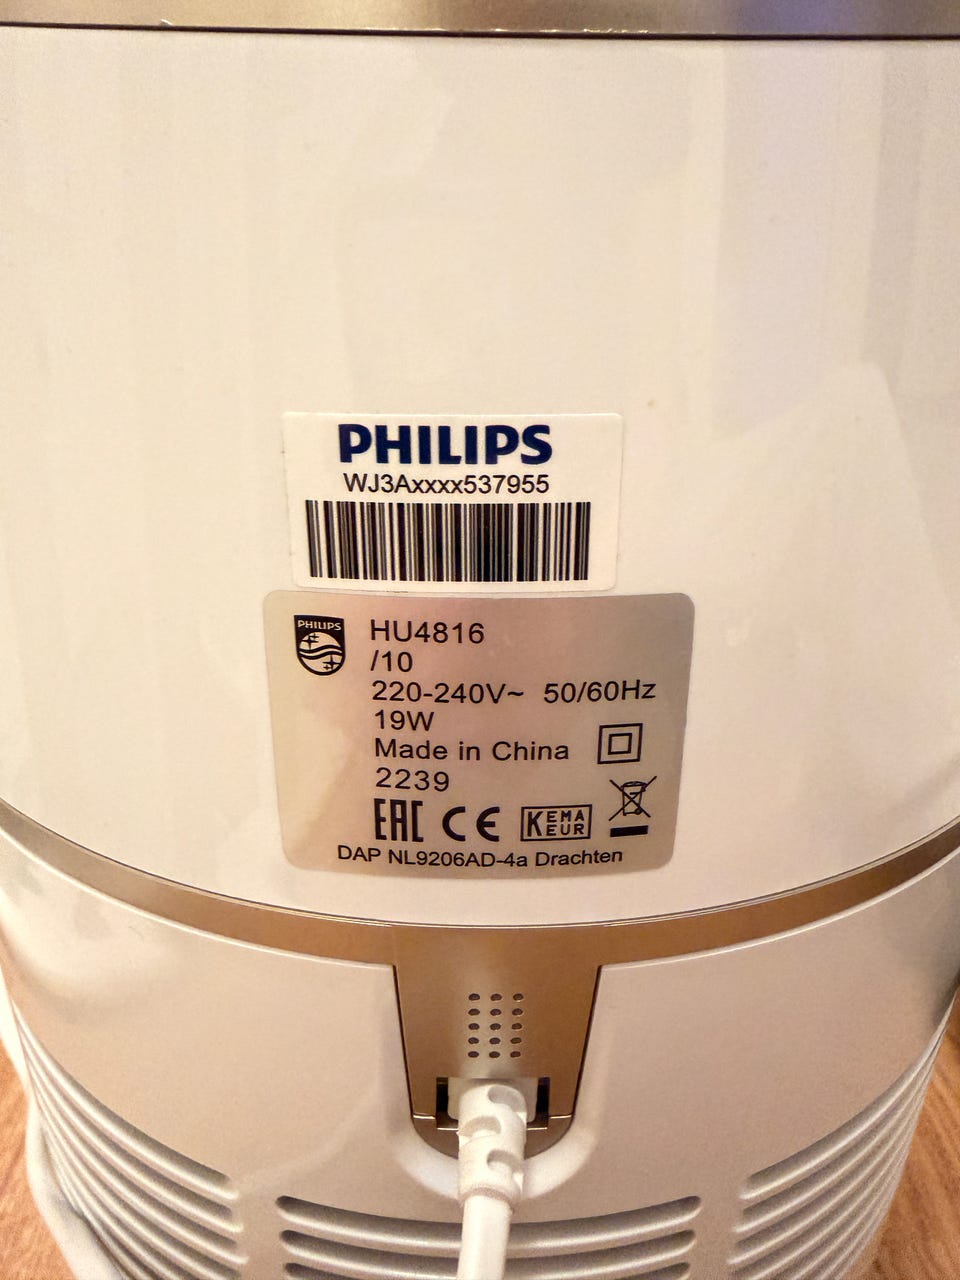 PHILIPS
WJ3Axxxx537955
PHILIPS
HU4816
/10
220-240V~ 50/60Hz
19W
Made in China
2239
EAC CE KEMA EUR
DAP NL9206AD-4a Drachten